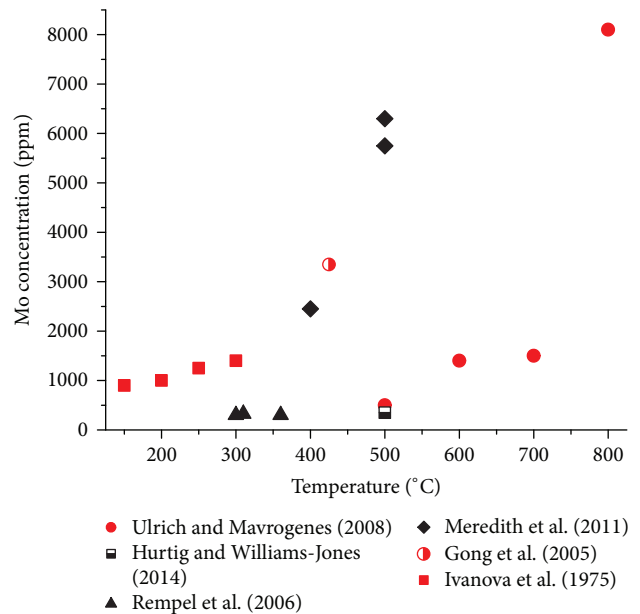 8000
7000
6000
5000
4000
3000
2000
1000
0
Mo concentration (ppm)
200
300
400
500
600
700
800
Temperature (°C)
Ulrich and Mavrogenes (2008)
Hurtig and Williams-Jones
(2014)
Rempel et al. (2006)
Meredith et al. (2011)
Gong et al. (2005)
Ivanova et al. (1975)